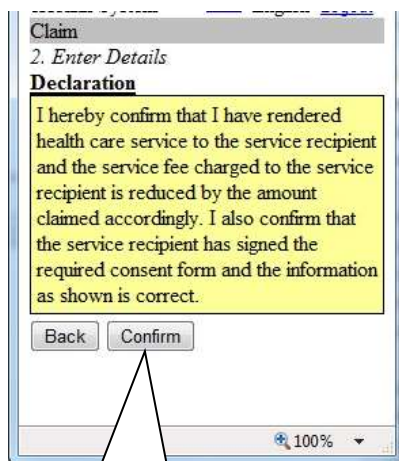 English
Claim
2. Enter Details
Declaration
I hereby confirm that I have rendered
health care service to the service recipient
and the service fee charged to the service
recipient is reduced by the amount
claimed accordingly. I also confirm that
the service recipient has signed the
required consent form and the information
as shown is correct.
Back Confirm
100%